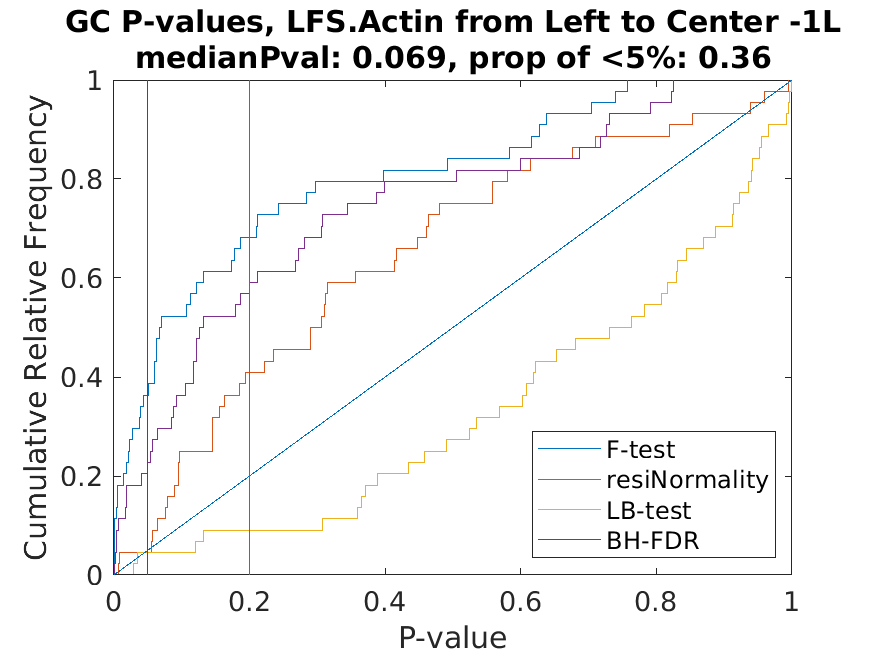 GC P-values, LFS.Actin from Left to Center -1L
medianPval: 0.069, prop of <5%: 0.36
1
0.8
0.6
0.4
0.2
0
Cumulative Relative Frequency
F-test
resiNormality
LB-test
BH-FDR
0 0.2 0.4 0.6 0.8 1
P-value